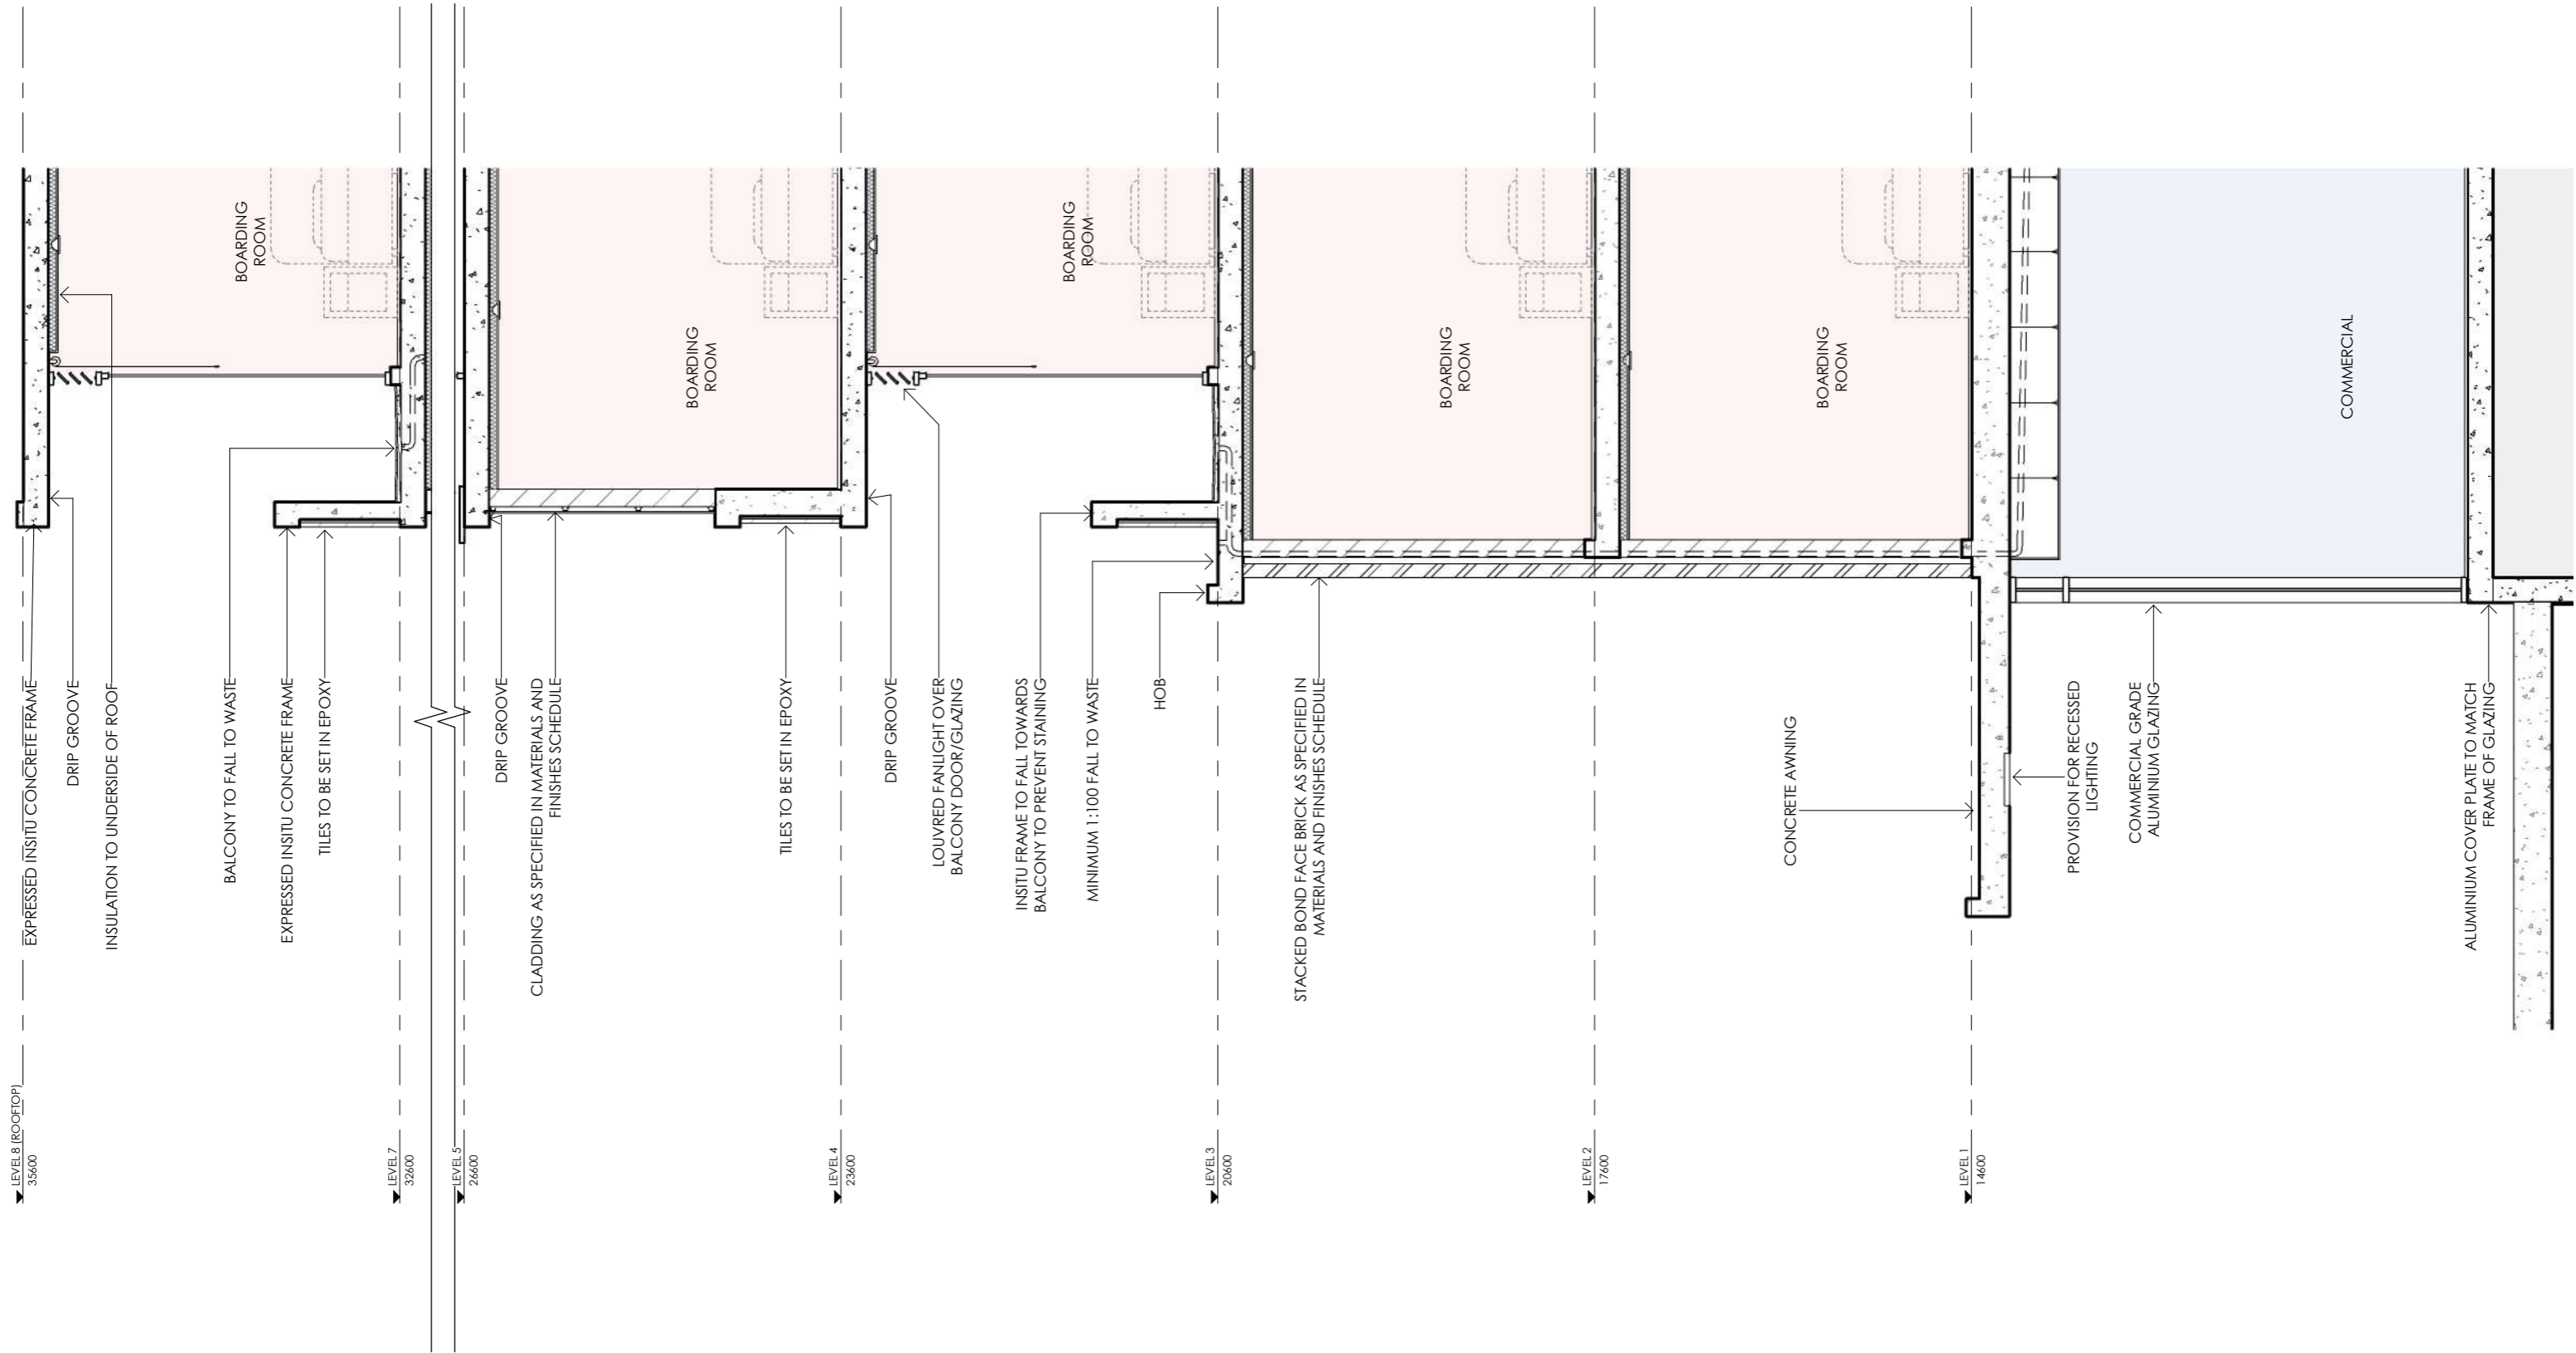 LEVEL 8 (ROOFTOP)
35600
EXPRESSED INSITU CONCRETE FRAME
DRIP GROOVE
INSULATION TO UNDERSIDE OF ROOF
BOARDING
ROOM
BALCONY TO FALL TO WASTE
EXPRESSED INSITU CONCRETE FRAME
TILES TO BE SET IN EPOXY
LEVEL 7
32600
LEVEL 5
26600
DRIP GROOVE
CLADDING AS SPECIFIED IN MATERIALS AND
FINISHES SCHEDULE
BOARDING
ROOM
TILES TO BE SET IN EPOXY
LEVEL 4
23600
DRIP GROOVE
LOUVRED FANLIGHT OVER
BALCONY DOOR/GLAZING
BOARDING
ROOM
INSITU FRAME TO FALL TOWARDS
BALCONY TO PREVENT STAINING
MINIMUM 1:100 FALL TO WASTE
HOB
LEVEL 3
20600
STACKED BOND FACE BRICK AS SPECIFIED IN
MATERIALS AND FINISHES SCHEDULE
BOARDING
ROOM
LEVEL 2
17600
BOARDING
ROOM
CONCRETE AWNING
LEVEL 1
14600
PROVISION FOR RECESSED
LIGHTING
COMMERCIAL GRADE
ALUMINIUM GLAZING
COMMERCIAL
ALUMINIUM COVER PLATE TO MATCH
FRAME OF GLAZING